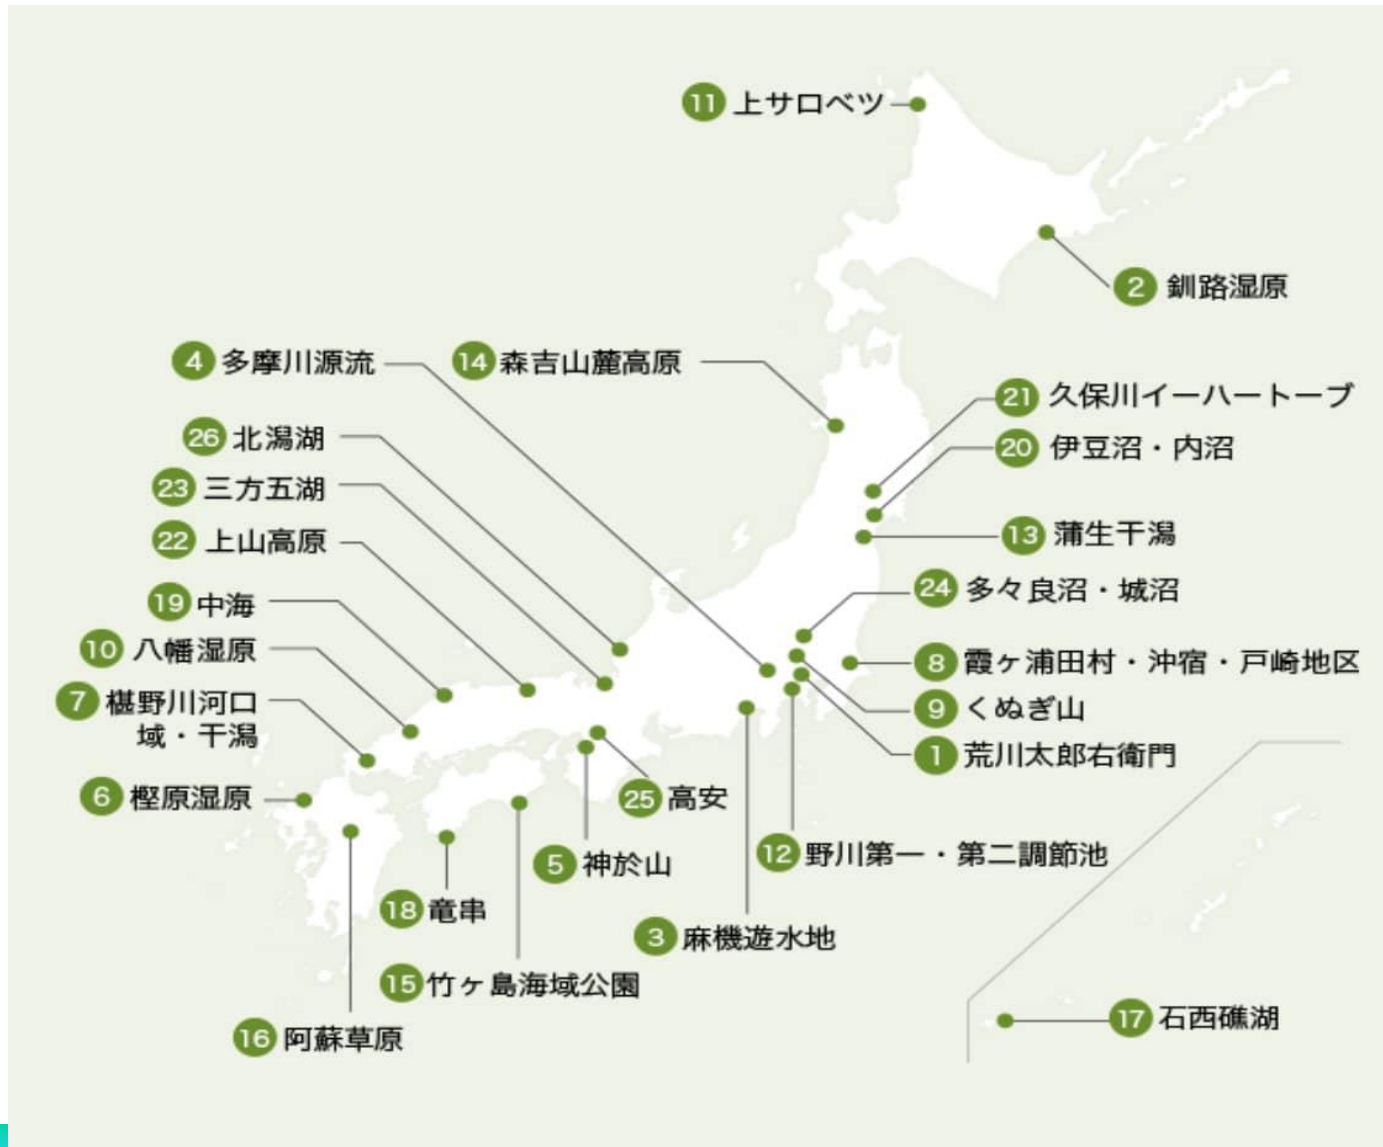 11 上サロベツ
2 釧路湿原
4 多摩川源流
14 森吉山麓高原
21 久保川イーハトーブ
26 北潟湖
20 伊豆沼・内沼
23 三方五湖
13 蒲生干潟
22 上山高原
24 多々良沼・城沼
19 中海
10 八幡湿原
8 霞ヶ浦田村・沖宿・戸崎地区
7 椹野川河口
域・干潟
9 くぬぎ山
1 荒川太郎右衛門
6 樫原湿原
25 高安
12 野川第一・第二調節池
5 神於山
18 竜串
3 麻機遊水地
15 竹ヶ島海域公園
17 石西礁湖
16 阿蘇草原